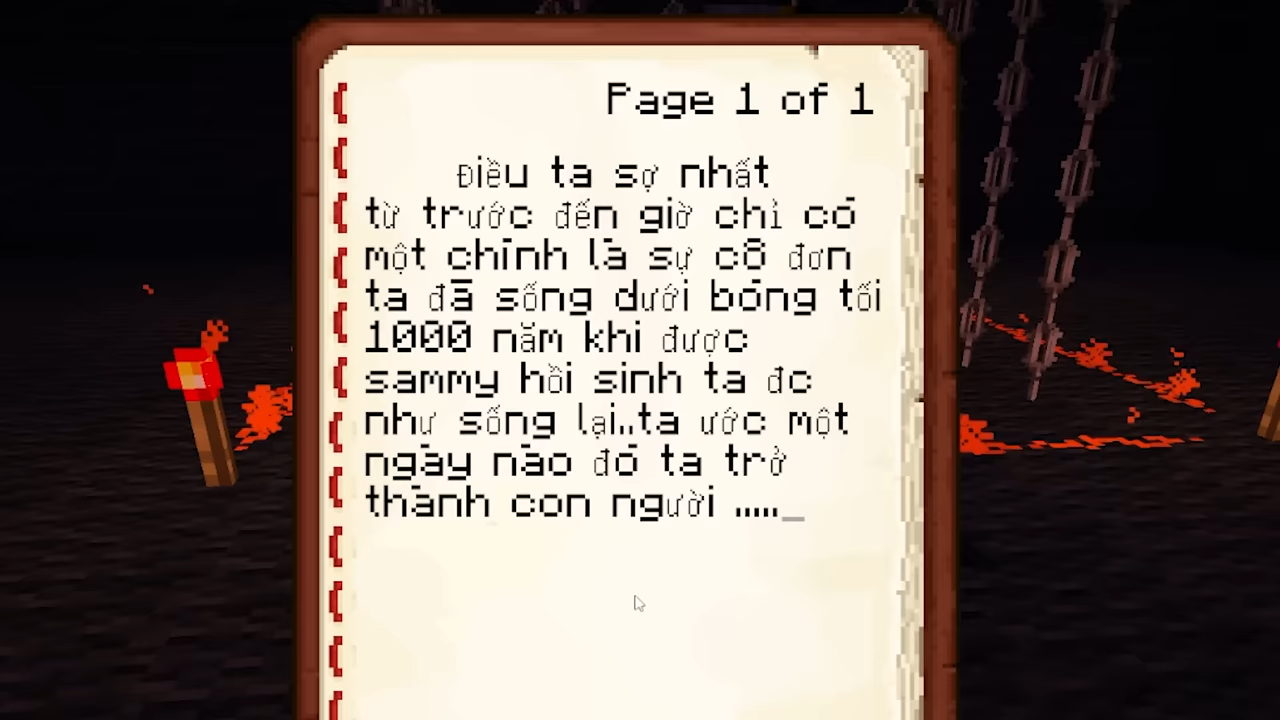 Page 1 of 1
Điều ta sợ nhất
từ trước đến giờ chỉ có
một chính là sự cô đơn
ta đã sống dưới bóng tối
1000 năm khi được
sammy hồi sinh ta đc
như sống lại..ta ước một
ngày nào đó ta trở
thành con người ....._